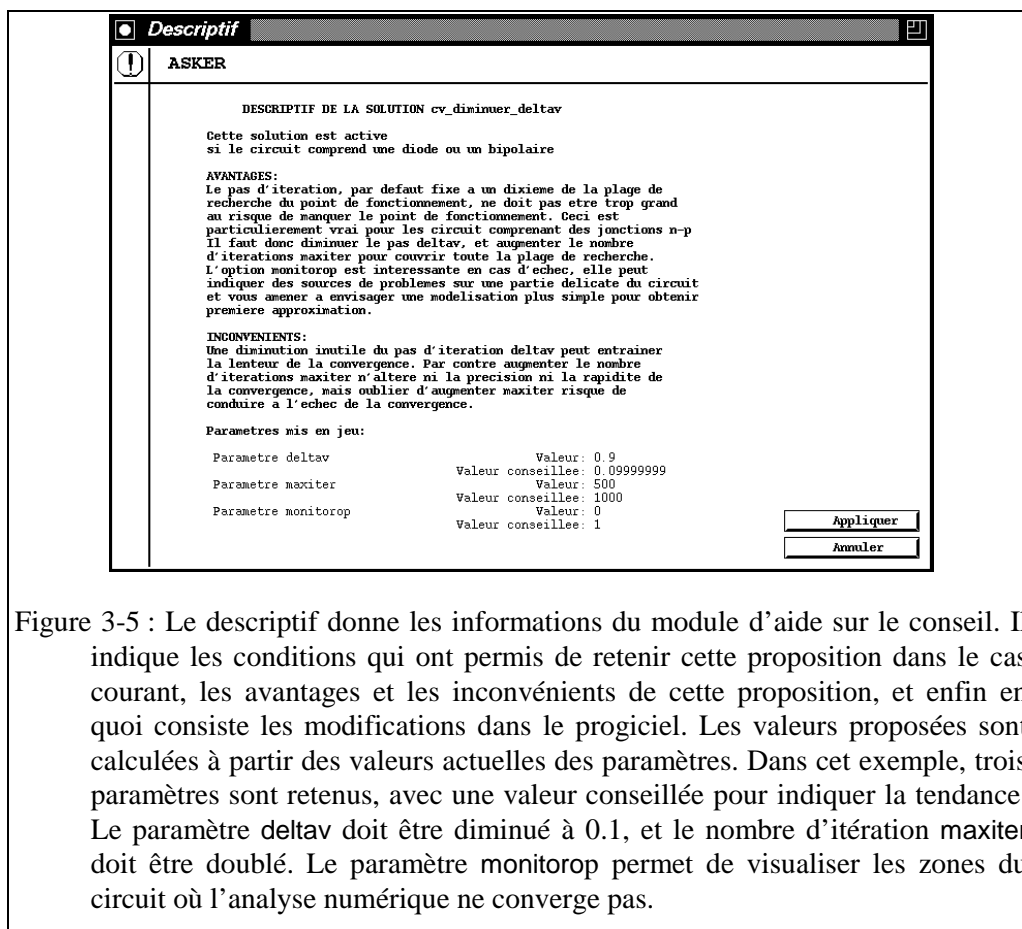 Descriptif
ASKER
DESCRIPTIF DE LA SOLUTION cv_diminuer_deltav
Cette solution est active
si le circuit comprend une diode ou un bipolaire
AVANTAGES:
Le pas d'iteration, par defaut fixe a un dixieme de la plage de
recherche du point de fonctionnement, ne doit pas etre trop grand
au risque de manquer le point de fonctionnement. Ceci est
particulierement vrai pour les circuit comprenant des jonctions n-p
Il faut donc diminuer le pas deltav, et augmenter le nombre
d'iterations maxiter pour couvrir toute la plage de recherche.
L'option monitorop est interessante en cas d'echec, elle peut
indiquer des sources de problemes sur une partie delicate du circuit
et vous amener a envisager une modelisation plus simple pour obtenir
premiere approximation.
INCONVENIENTS:
Une diminution inutile du pas d'iteration deltav peut entrainer
la lenteur de la convergence. Par contre augmenter le nombre
d'iterations maxiter n'altere ni la precision ni la rapidite de
la convergence, mais oublier d'augmenter maxiter risque de
conduire a l'echec de la convergence.
Parametres mis en jeu:
Parametre deltav Valeur: 0.9
Valeur conseillee: 0.09999999
Parametre maxiter Valeur: 500
Valeur conseillee: 1000
Parametre monitorop Valeur: 0
Valeur conseillee: 1
Appliquer
Annuler
Figure 3-5 : Le descriptif donne les informations du module d'aide sur le conseil. Il
indique les conditions qui ont permis de retenir cette proposition dans le cas
courant, les avantages et les inconvénients de cette proposition, et enfin en
quoi consiste les modifications dans le progiciel. Les valeurs proposées sont
calculées à partir des valeurs actuelles des paramètres. Dans cet exemple, trois
paramètres sont retenus, avec une valeur conseillée pour indiquer la tendance.
Le paramètre deltav doit être diminué à 0.1, et le nombre d'itération maxiter
doit être doublé. Le paramètre monitorop permet de visualiser les zones du
circuit où l'analyse numérique ne converge pas.